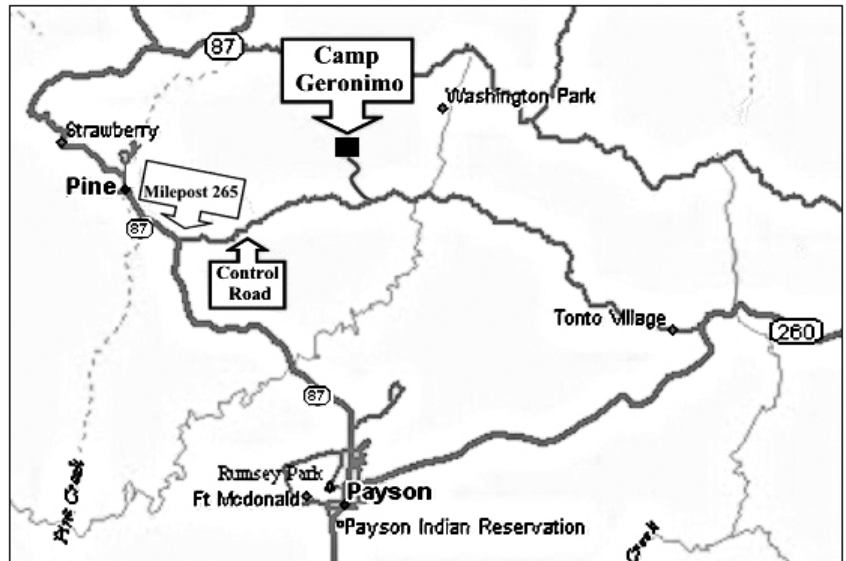 87
Camp
Geronimo
Washington Park
Strawberry
Pine
Milepost 265
87
Control
Road
Tonto Village
260
87
Rumsey Park
Ft Mcdonald
Payson
Payson Indian Reservation
Pine Creek
Creek